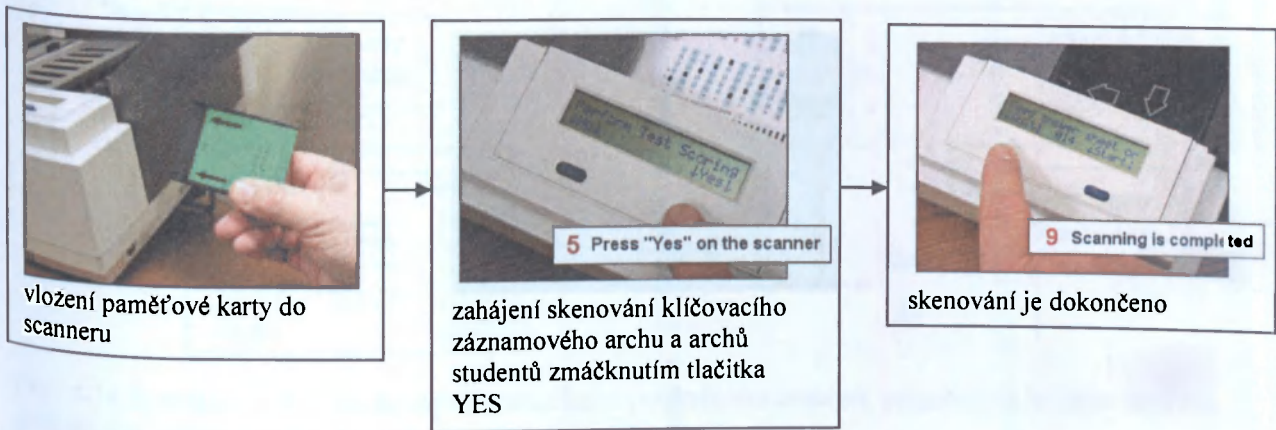 vložení paměťové karty do
scanneru
Perform Test Scoring
[Yes]
5 Press "Yes" on the scanner
zahájení skenování klíčovacího
záznamového archu a archů
studentů zmáčknutím tlačitka
YES
9 Scanning is completed
skenování je dokončeno